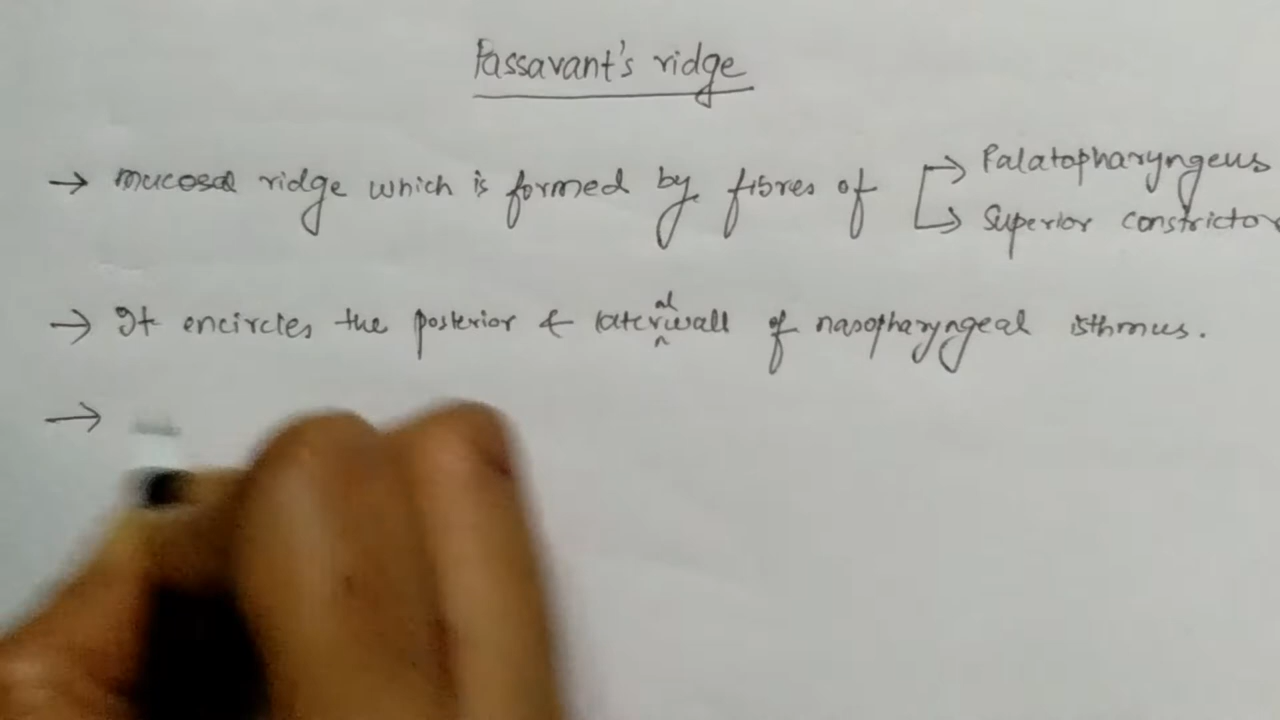 Passavant's ridge
→ mucosal ridge which is formed by fibres of → Palatopharyngeus
→ Superior constrictor
→ It encircles the posterior & lateral wall of nasopharyngeal isthmus.
→